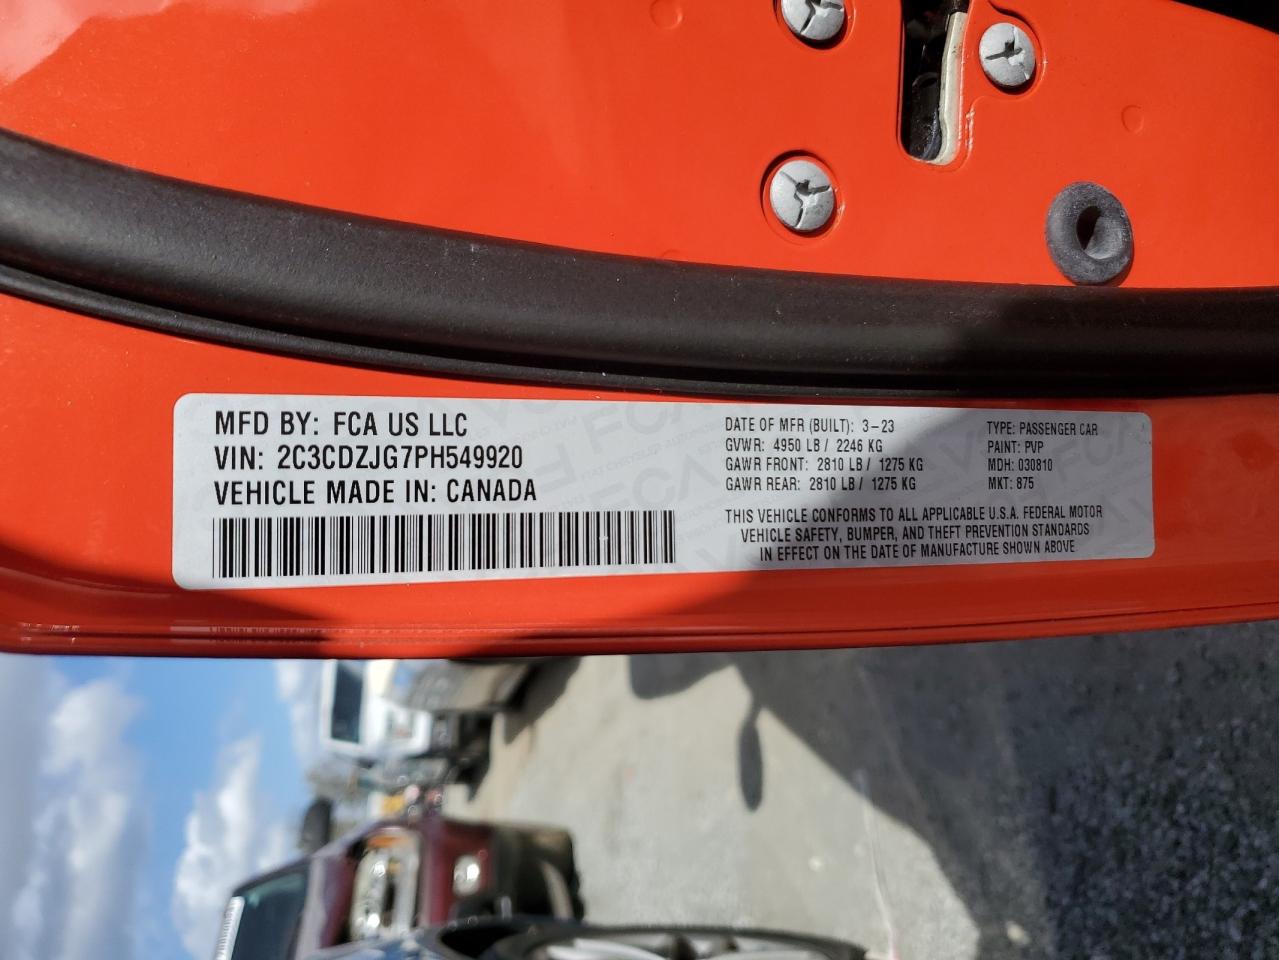 MFD BY: FCA US LLC
VIN: 2C3CDZJG7PH549920
VEHICLE MADE IN: CANADA
DATE OF MFR (BUILT): 3-23
GVWR: 4950 LB / 2246 KG
GAWR FRONT: 2810 LB / 1275 KG
GAWR REAR: 2810 LB / 1275 KG
TYPE: PASSENGER CAR
PAINT: PVP
MDH: 030810
MKT: 875
THIS VEHICLE CONFORMS TO ALL APPLICABLE U.S.A. FEDERAL MOTOR
VEHICLE SAFETY, BUMPER, AND THEFT PREVENTION STANDARDS
IN EFFECT ON THE DATE OF MANUFACTURE SHOWN ABOVE